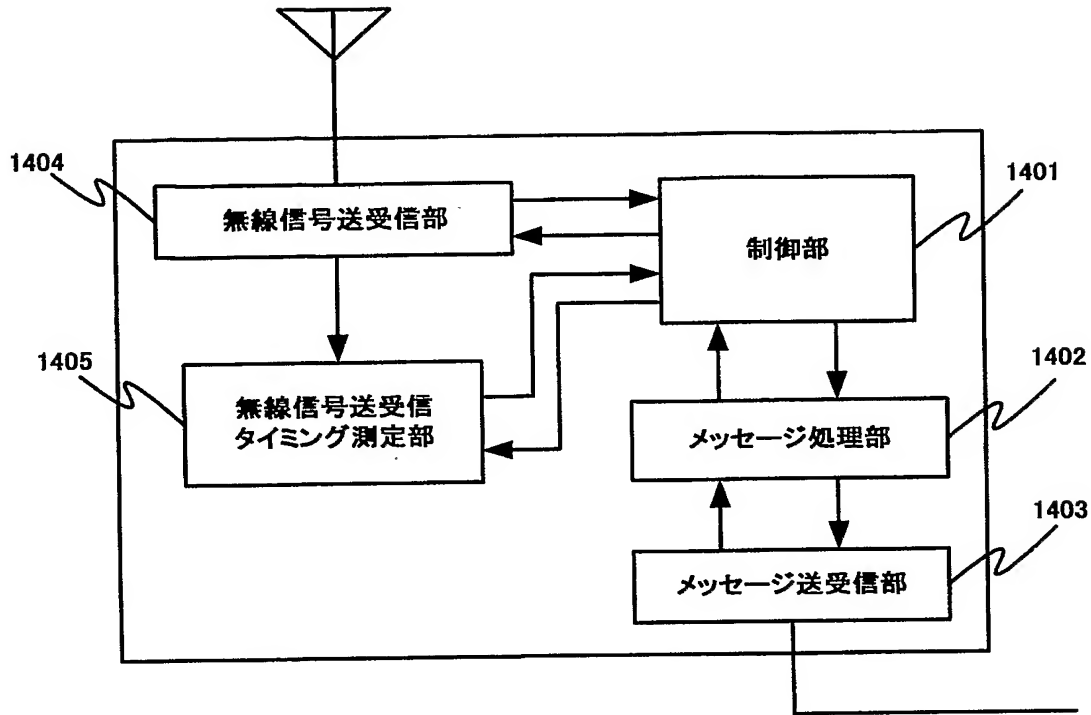 1404
無線信号送受信部
制御部
1401
1405
無線信号送受信
タイミング測定部
メッセージ処理部
1402
メッセージ送受信部
1403